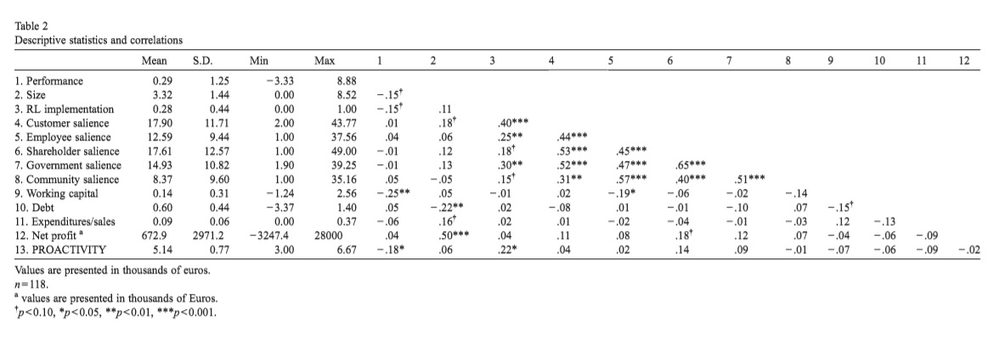 Table 2
Descriptive statistics and correlations
Mean S.D. Min Max 1 2 3 4 5 6 7 8 9 10 11 12
1. Performance 0.29 1.25 −3.33 8.88
2. Size 3.32 1.44 0.00 8.52 −.15†
3. RL implementation 0.28 0.44 0.00 1.00 −.15† .11
4. Customer salience 17.90 11.71 2.00 43.77 .01 .18† .40***
5. Employee salience 12.59 9.44 1.00 37.56 .04 .06 .25** .44***
6. Shareholder salience 17.61 12.57 1.00 49.00 −.01 .12 .18† .53*** .45***
7. Government salience 14.93 10.82 1.90 39.25 −.01 .13 .30** .52*** .47*** .65***
8. Community salience 8.37 9.60 1.00 35.16 .05 −.05 .15† .31** .57*** .40*** .51***
9. Working capital 0.14 0.31 −1.24 2.56 −.25** .05 −.01 .02 −.19* −.06 −.02 −.14
10. Debt 0.60 0.44 −3.37 1.40 .05 −.22** .02 −.08 .01 −.01 −.10 .07 −.15†
11. Expenditures/sales 0.09 0.06 0.00 0.37 −.06 .16† .02 .01 −.02 −.04 −.01 −.03 .12 −.13
12. Net profit ª 672.9 2971.2 −3247.4 28000 .04 .50*** .04 .11 .08 .18† .12 .07 −.04 −.06 −.09
13. PROACTIVITY 5.14 0.77 3.00 6.67 −.18* .06 .22* .04 .02 .14 .09 −.01 −.07 −.06 −.09 −.02
Values are presented in thousands of euros.
n=118.
ª values are presented in thousands of Euros.
†p<0.10, *p<0.05, **p<0.01, ***p<0.001.